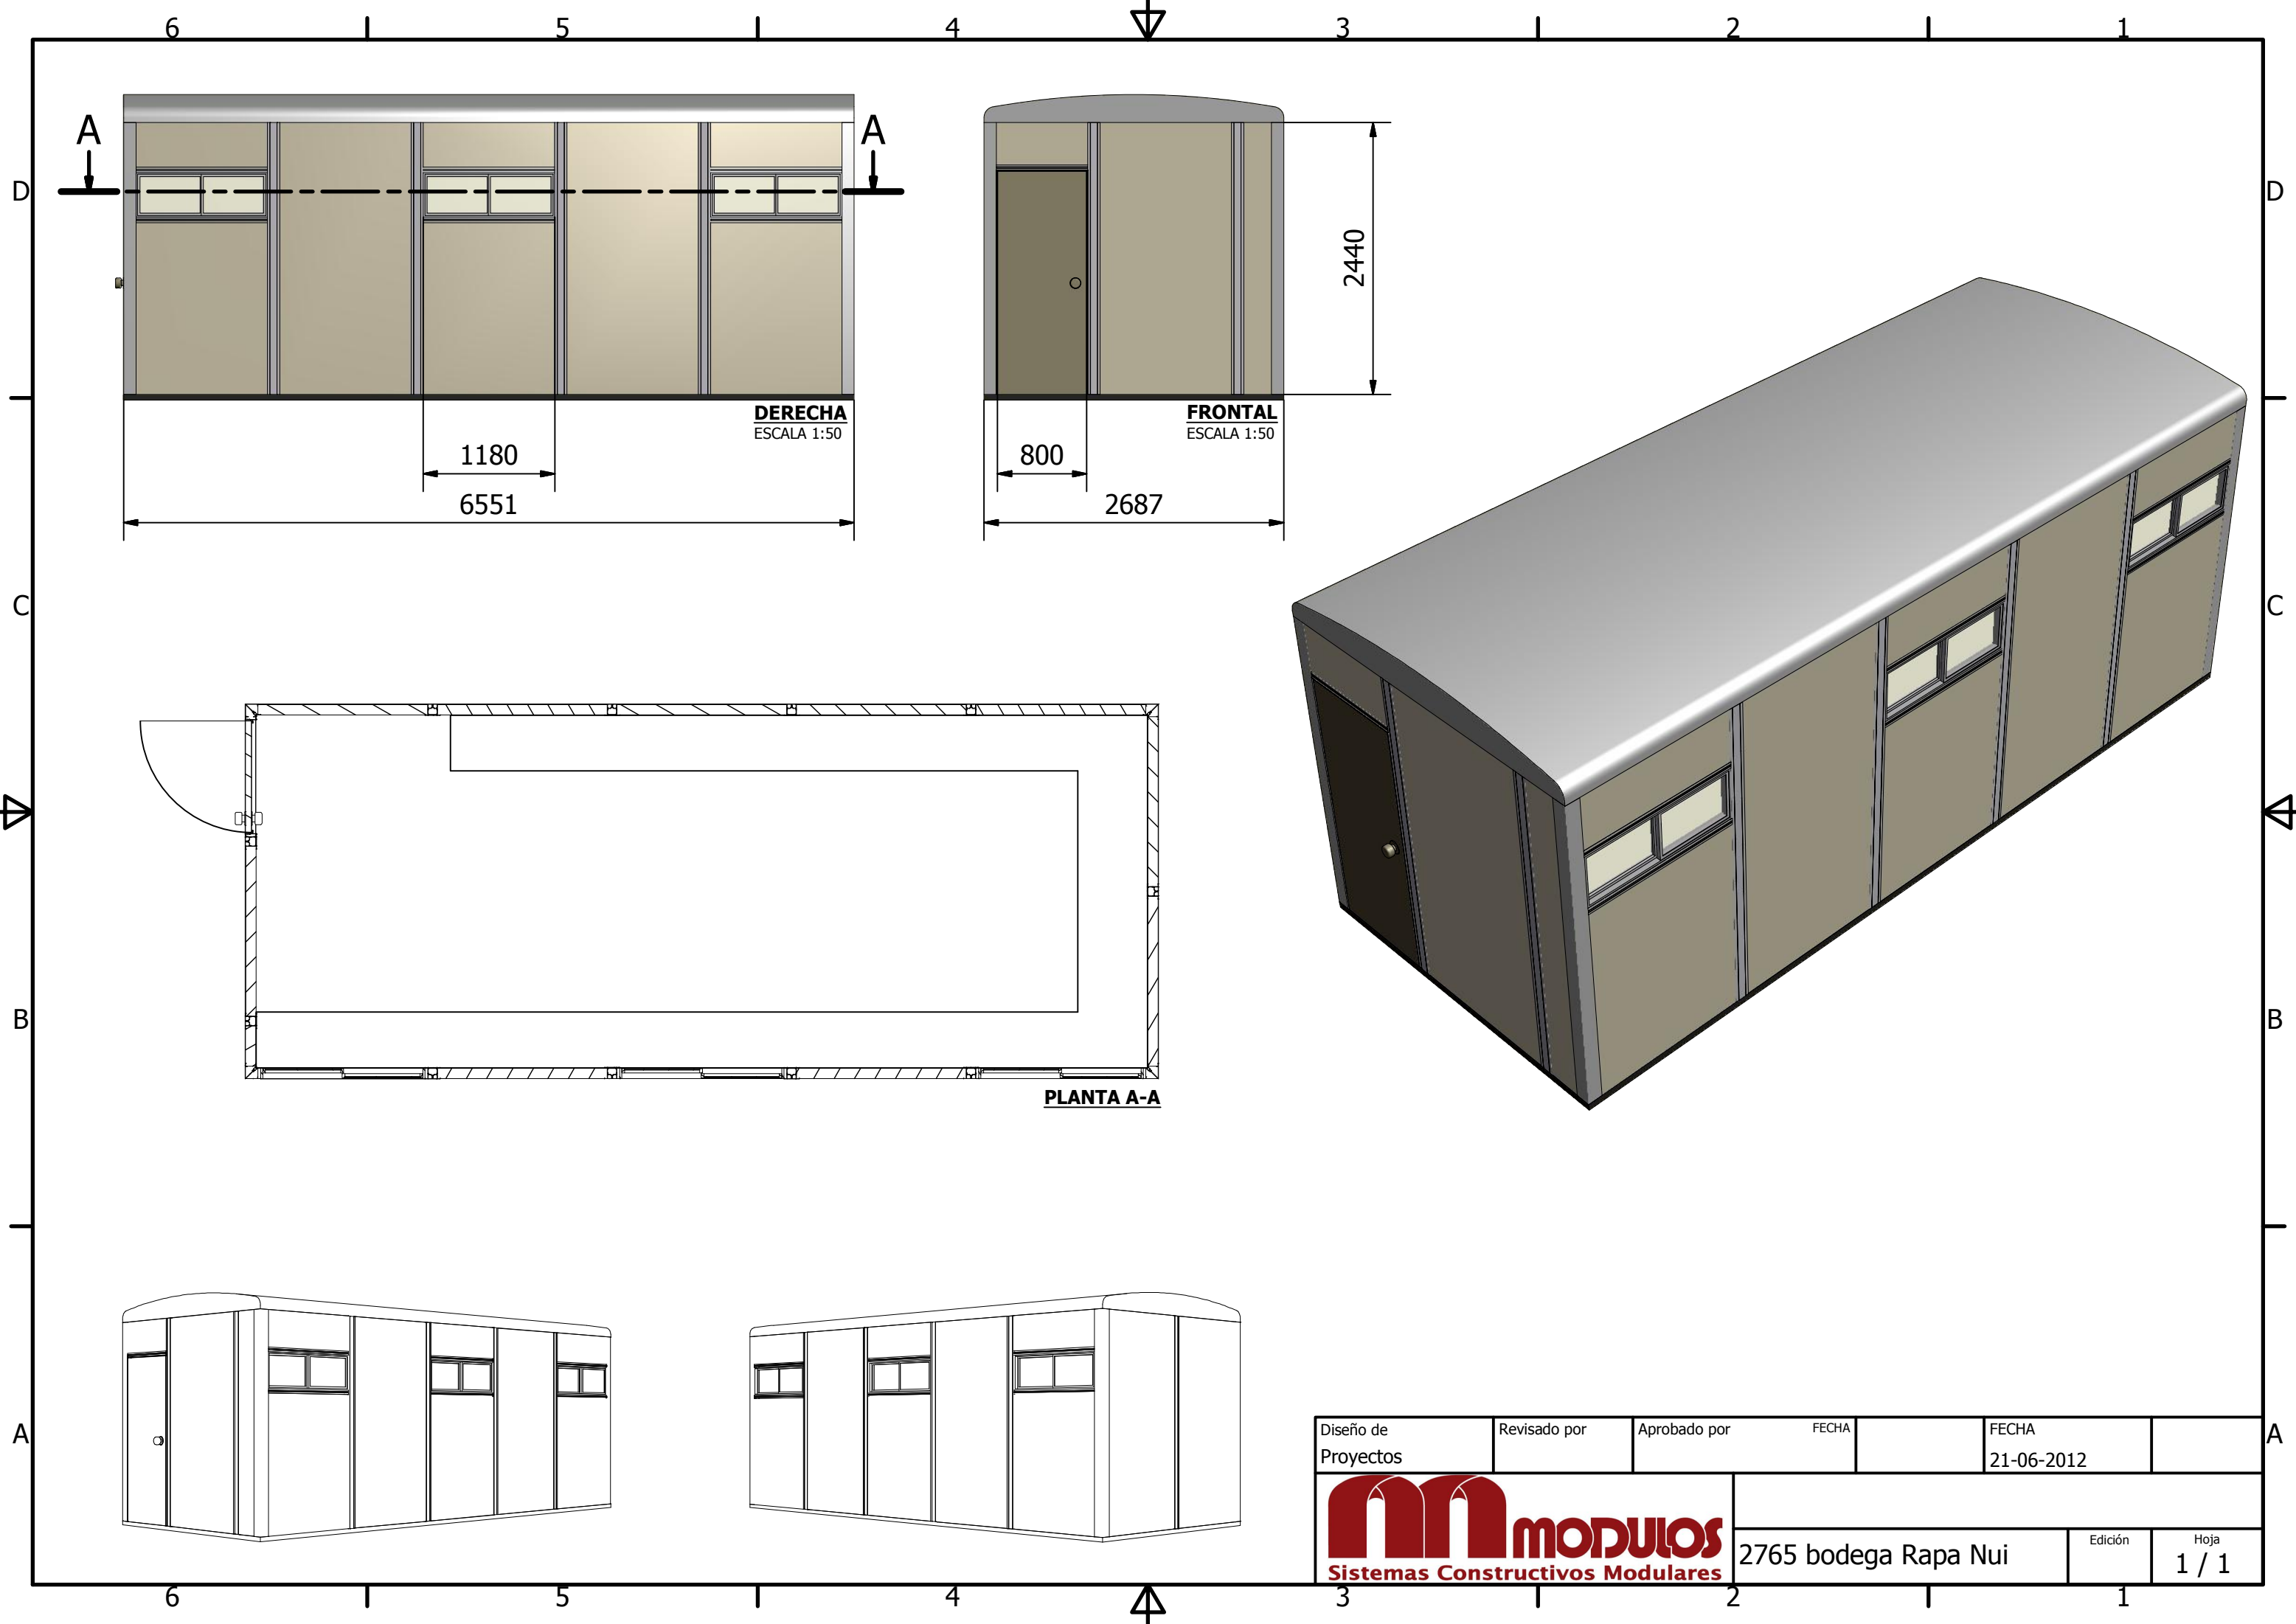 6 5 4 3 2 1
A A
D D
2440
DERECHA
ESCALA 1:50
FRONTAL
ESCALA 1:50
1180
800
6551
2687
C C
B B
PLANTA A-A
A A
Diseño de
Proyectos
Revisado por
Aprobado por
FECHA
FECHA
21-06-2012
MODULOS
Sistemas Constructivos Modulares
2765 bodega Rapa Nui
Edición
Hoja
1 / 1
6 5 4 3 2 1